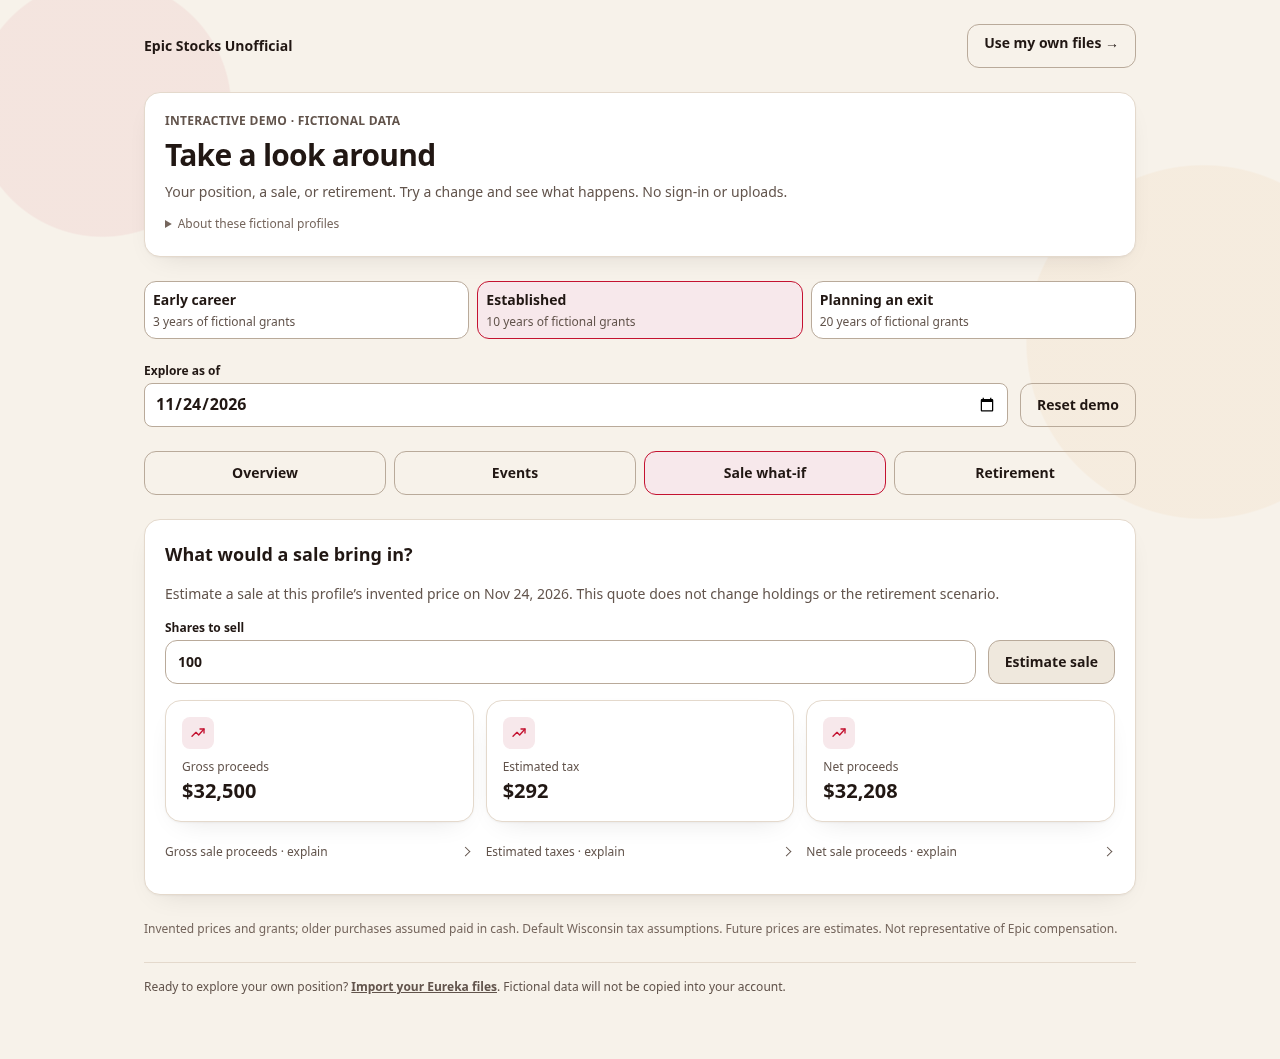 Epic Stocks Unofficial
Use my own files →
INTERACTIVE DEMO · FICTIONAL DATA
Take a look around
Your position, a sale, or retirement. Try a change and see what happens. No sign-in or uploads.
About these fictional profiles
Early career
3 years of fictional grants
Established
10 years of fictional grants
Planning an exit
20 years of fictional grants
Explore as of
11/24/2026
Reset demo
Overview
Events
Sale what-if
Retirement
What would a sale bring in?
Estimate a sale at this profile’s invented price on Nov 24, 2026. This quote does not change holdings or the retirement scenario.
Shares to sell
100
Estimate sale
Gross proceeds
$32,500
Estimated tax
$292
Net proceeds
$32,208
Gross sale proceeds · explain
Estimated taxes · explain
Net sale proceeds · explain
Invented prices and grants; older purchases assumed paid in cash. Default Wisconsin tax assumptions. Future prices are estimates. Not representative of Epic compensation.
Ready to explore your own position? Import your Eureka files. Fictional data will not be copied into your account.